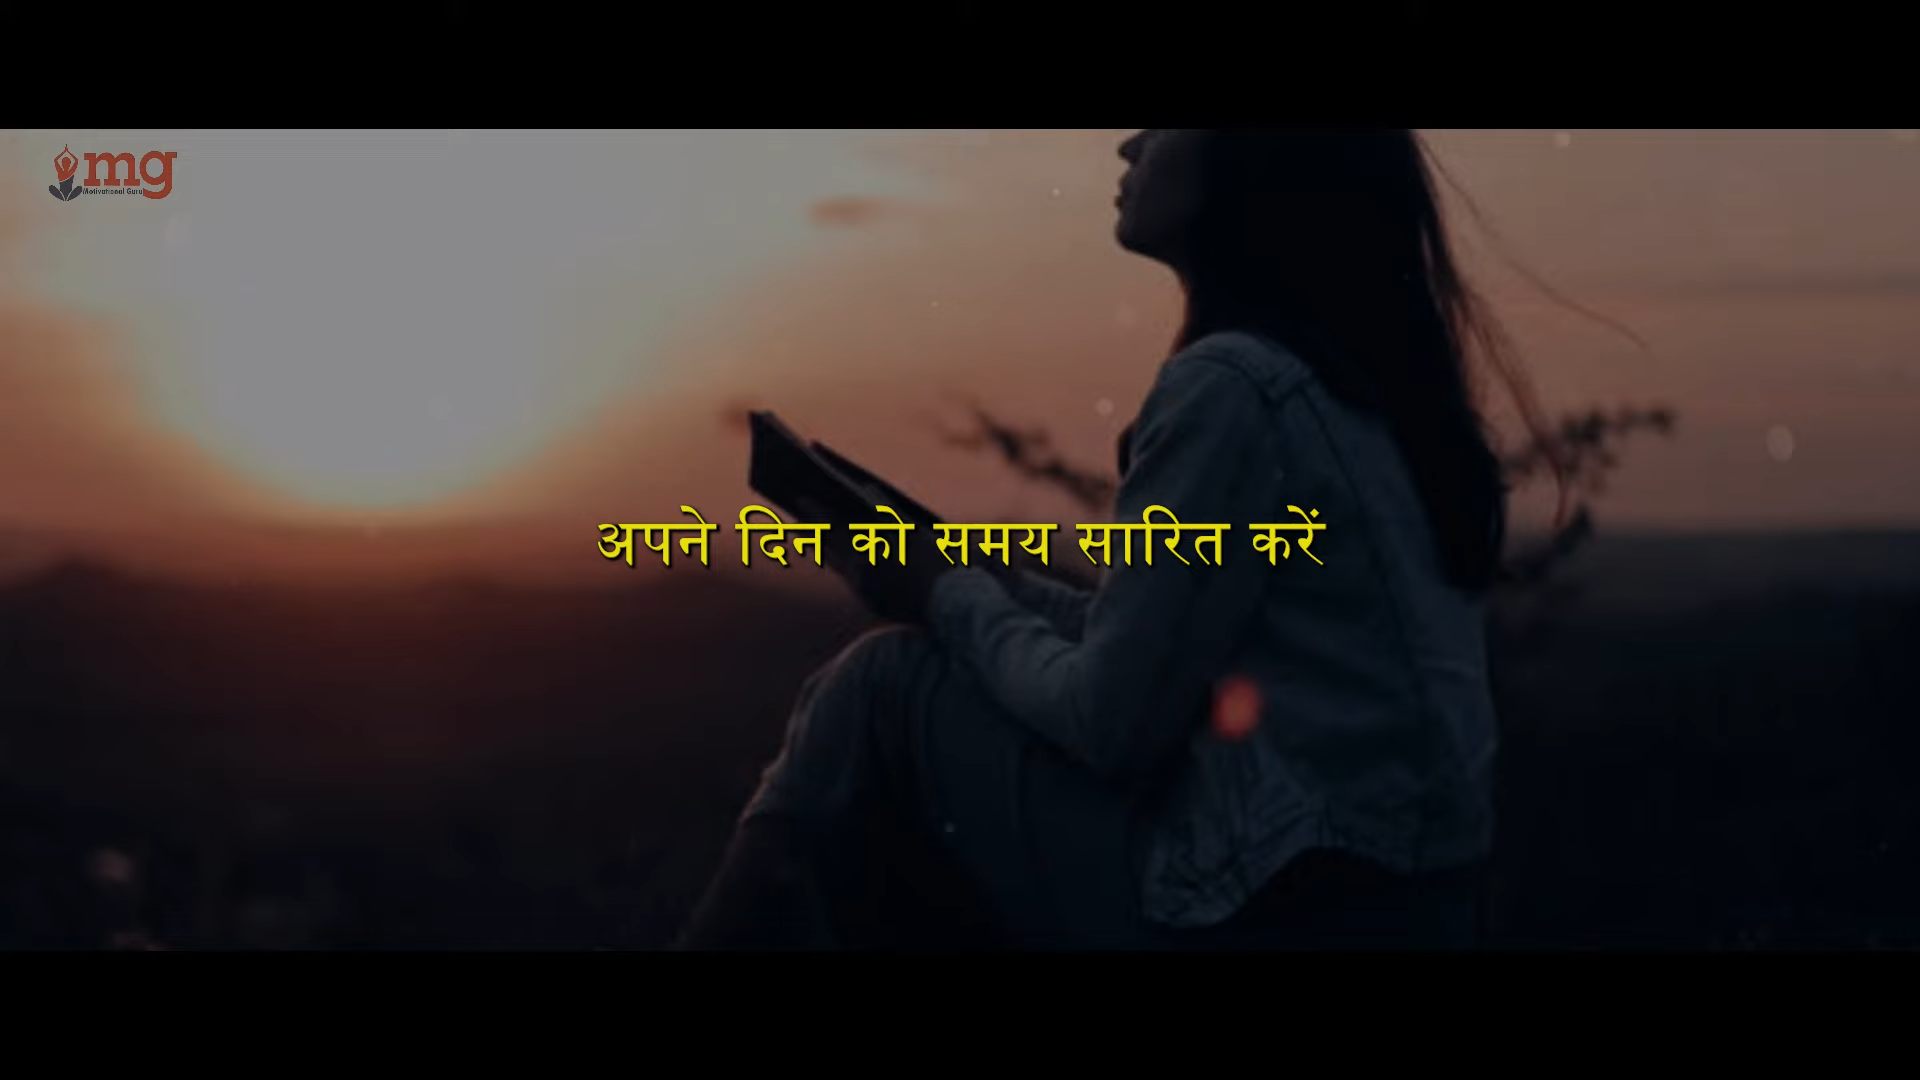 mg
Motivational Guru
अपने दिन को समय सारित करें